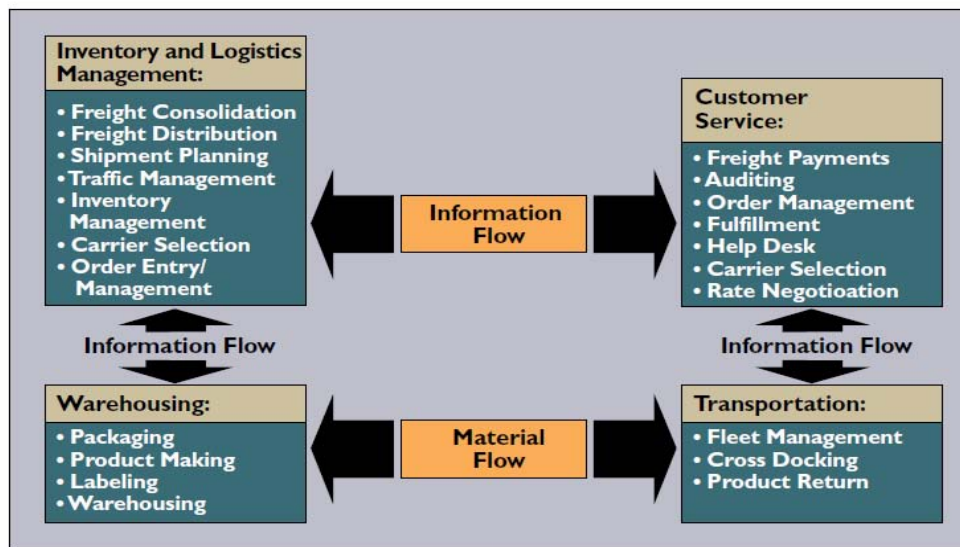 Inventory and Logistics
Management:
• Freight Consolidation
• Freight Distribution
• Shipment Planning
• Traffic Management
• Inventory
Management
• Carrier Selection
• Order Entry/
Management
Information
Flow
Customer
Service:
• Freight Payments
• Auditing
• Order Management
• Fulfillment
• Help Desk
• Carrier Selection
• Rate Negotioation
Information Flow
Information Flow
Warehousing:
• Packaging
• Product Making
• Labeling
• Warehousing
Material
Flow
Transportation:
• Fleet Management
• Cross Docking
• Product Return